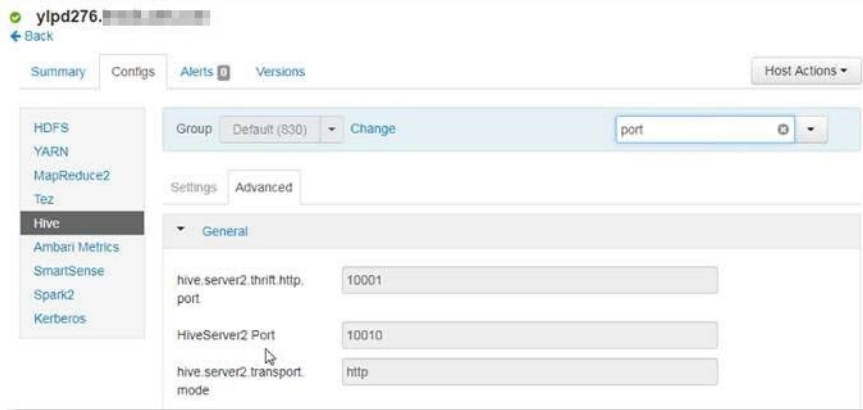 ylpd276.
Back
Summary Configs Alerts 0 Versions Host Actions
HDFS
YARN
MapReduce2
Tez
Hive
Ambari Metrics
SmartSense
Spark2
Kerberos
Group Default (830) Change port
Settings Advanced
General
hive.server2.thrift.http.
port
10001
HiveServer2 Port 10010
hive.server2.transport.
mode
http